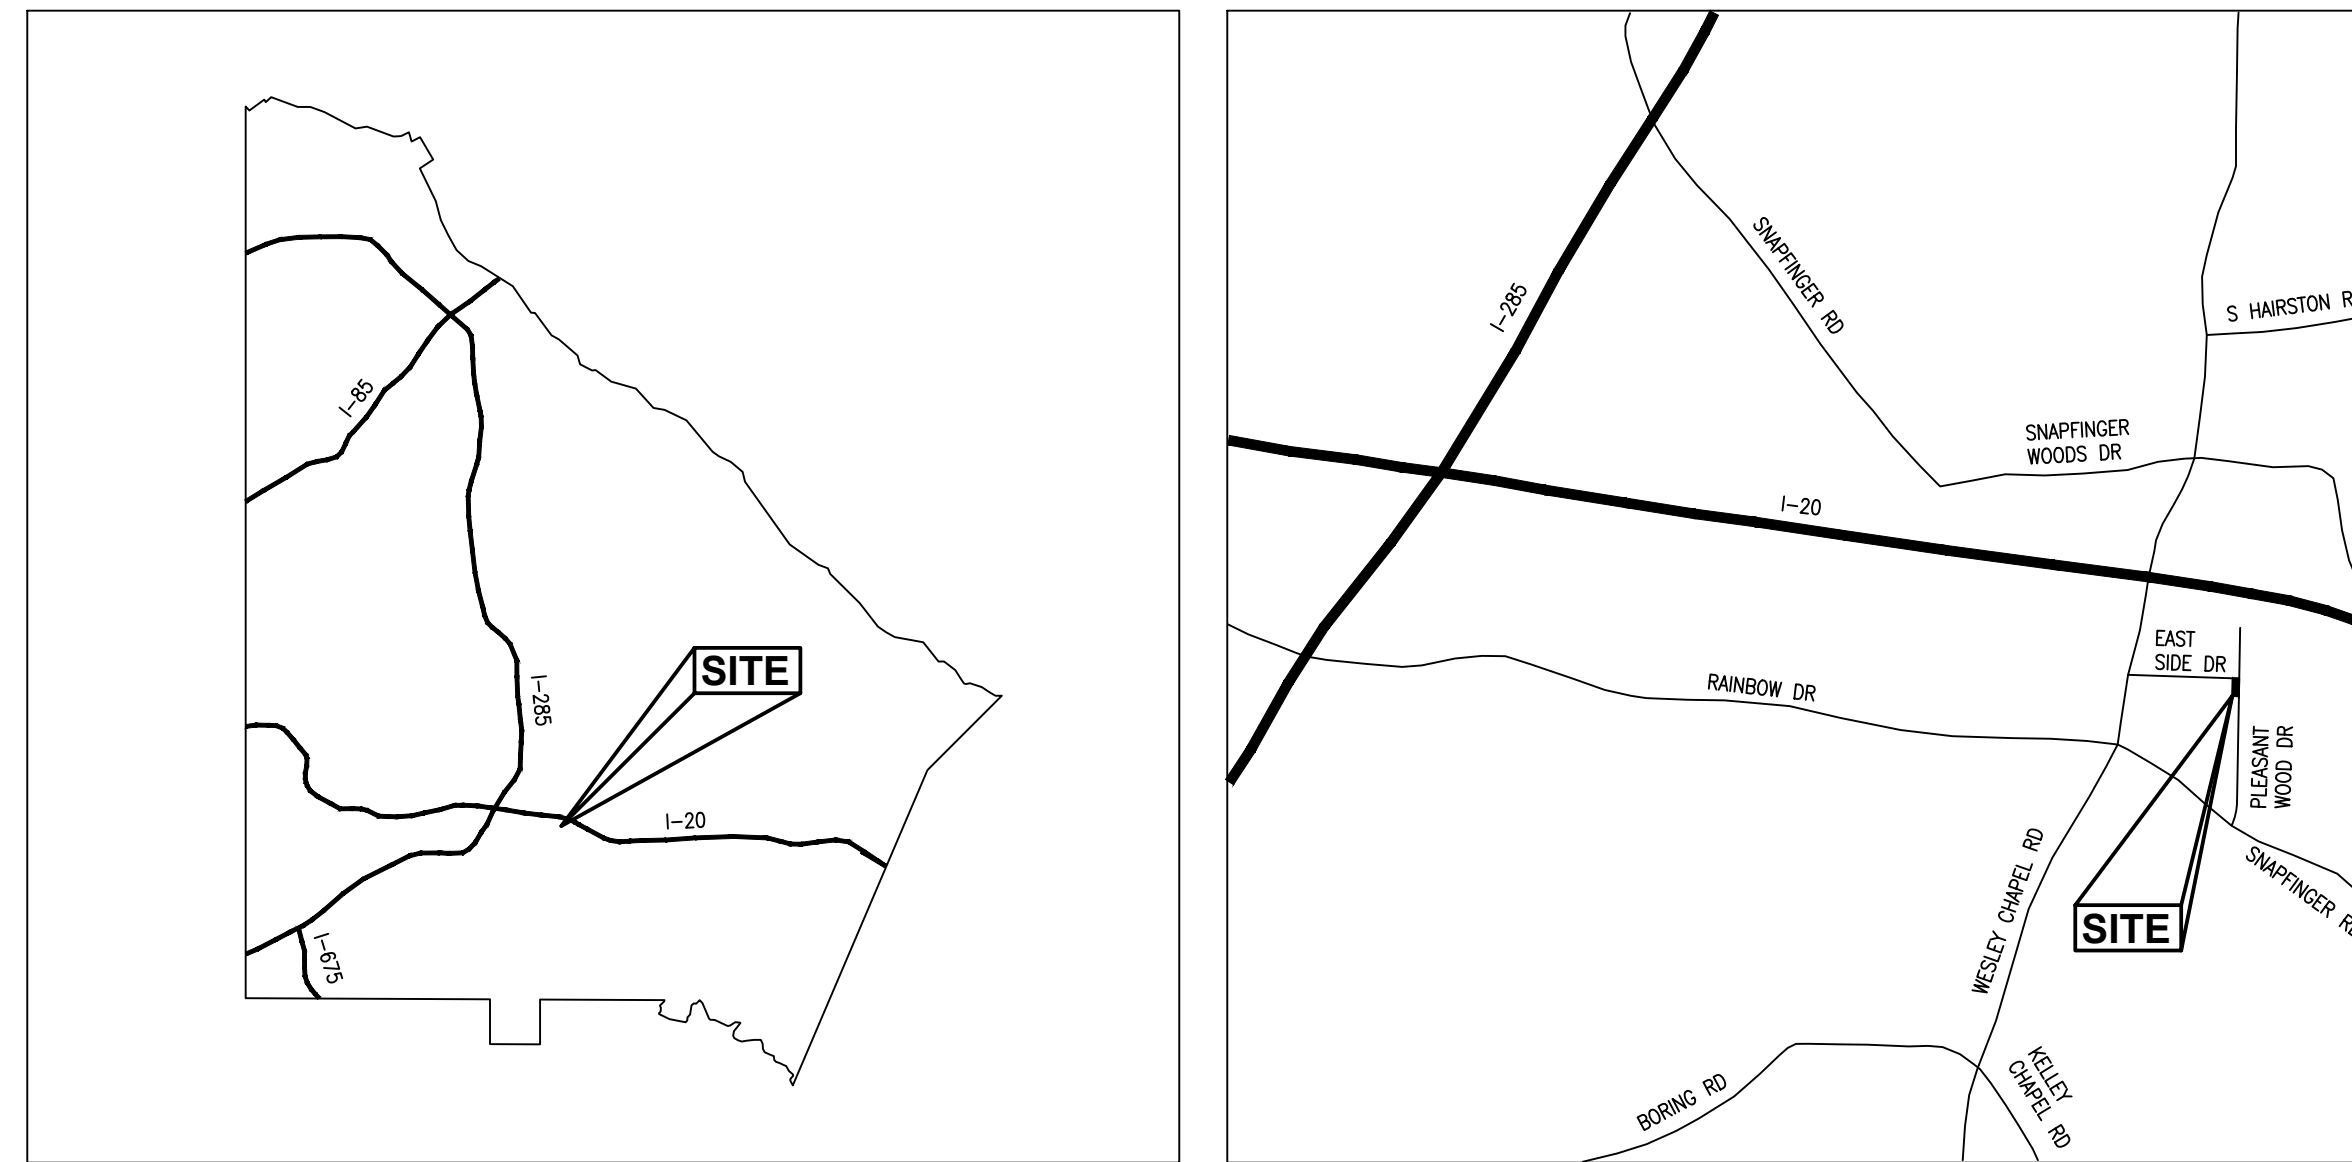 I-85
I-285
SITE
I-20
I-675
I-285
SNAPFINGER RD
S HAIRSTON R
SNAPFINGER
WOODS DR
I-20
EAST
SIDE DR
RAINBOW DR
PLEASANT
WOOD DR
WESLEY CHAPEL RD
SNAPFINGER RD
SITE
BORING RD
KELLEY
CHAPEL RD